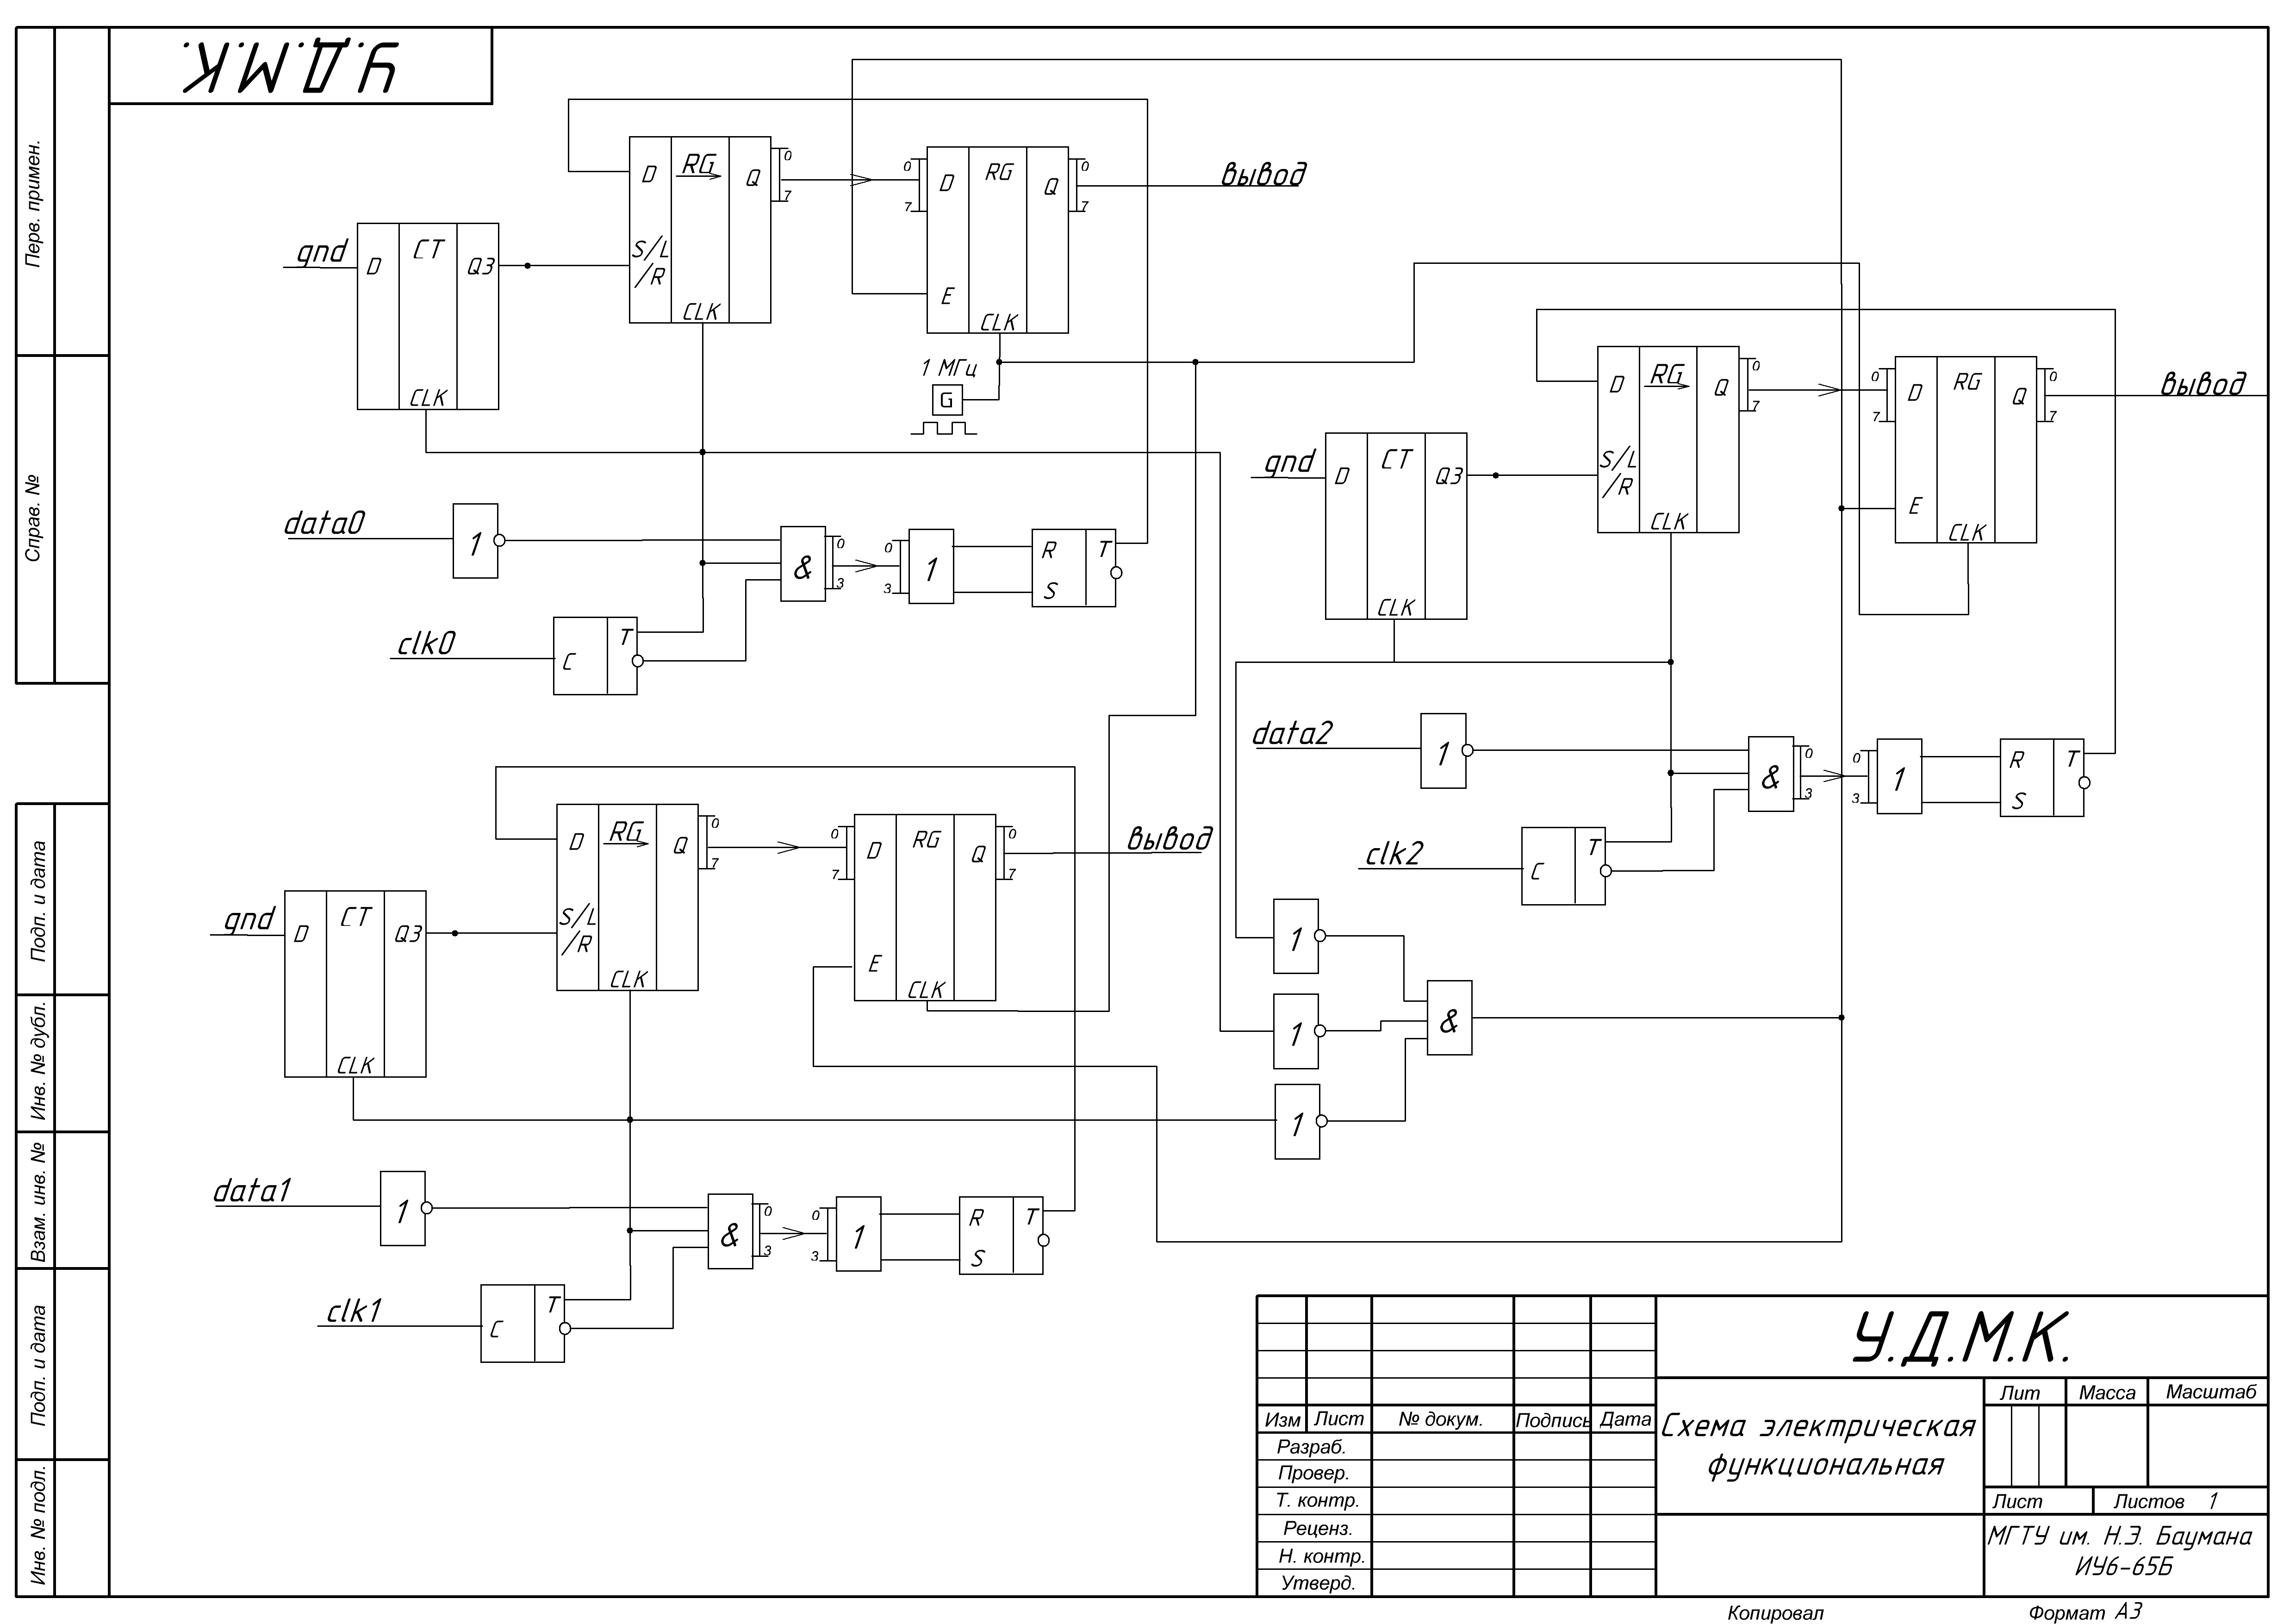 У.Д.М.К.
Перв. примен.
Справ. №
Подп. и дата
Инв. № дубл.
Взам. инв. №
Подп. и дата
Инв. № подл.
gnd
D
CT
Q3
CLK
D
RG
Q
0
7
S/L
/R
CLK
0
7
D
RG
Q
0
7
E
CLK
вывод
1 МГц
G
data0
1
&
0
3
0
3
1
R
S
T
clk0
C
T
gnd
D
CT
Q3
CLK
D
RG
Q
0
7
S/L
/R
CLK
0
7
D
RG
Q
0
7
E
CLK
вывод
data2
1
&
0
3
0
3
1
R
S
T
clk2
C
T
gnd
D
CT
Q3
CLK
D
RG
Q
0
7
S/L
/R
CLK
0
7
D
RG
Q
0
7
E
CLK
вывод
1
1
1
&
data1
1
&
0
3
0
3
1
R
S
T
clk1
C
T
У.Д.М.К.
Изм Лист № докум. Подпись Дата
Разраб.
Провер.
Т. контр.
Реценз.
Н. контр.
Утверд.
Схема электрическая
функциональная
Лит Масса Масштаб
Лист Листов 1
МГТУ им. Н.Э. Баумана
ИУ6-65Б
Копировал Формат А3